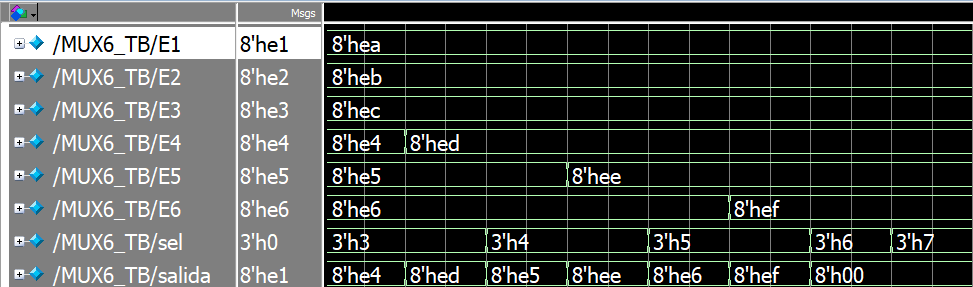 Msgs
/MUX6_TB/E1 8'he1 8'hea
/MUX6_TB/E2 8'he2 8'heb
/MUX6_TB/E3 8'he3 8'hec
/MUX6_TB/E4 8'he4 8'he4 8'hed
/MUX6_TB/E5 8'he5 8'he5 8'hee
/MUX6_TB/E6 8'he6 8'he6 8'hef
/MUX6_TB/sel 3'h0 3'h3 3'h4 3'h5 3'h6 3'h7
/MUX6_TB/salida 8'he1 8'he4 8'hed 8'he5 8'hee 8'he6 8'hef 8'h00